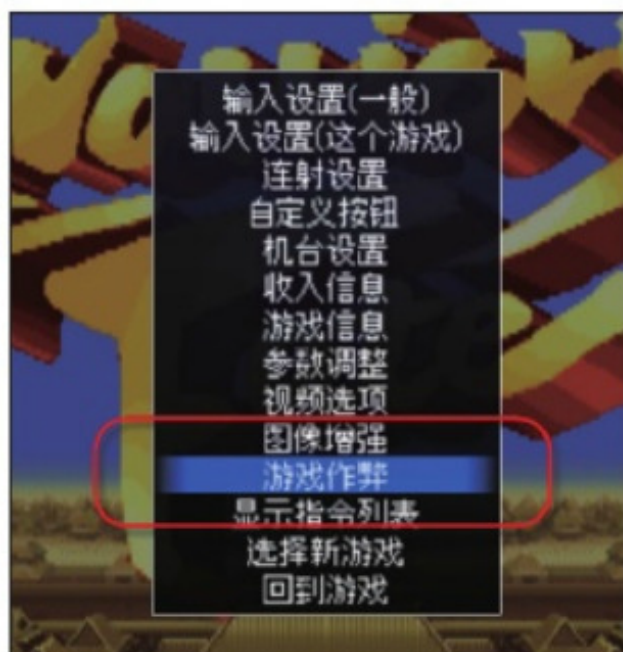 输入设置(一般)
输入设置(这个游戏)
连射设置
自定义按钮
机台设置
收入信息
游戏信息
参数调整
视频选项
图像增强
游戏作弊
显示指令列表
选择新游戏
回到游戏